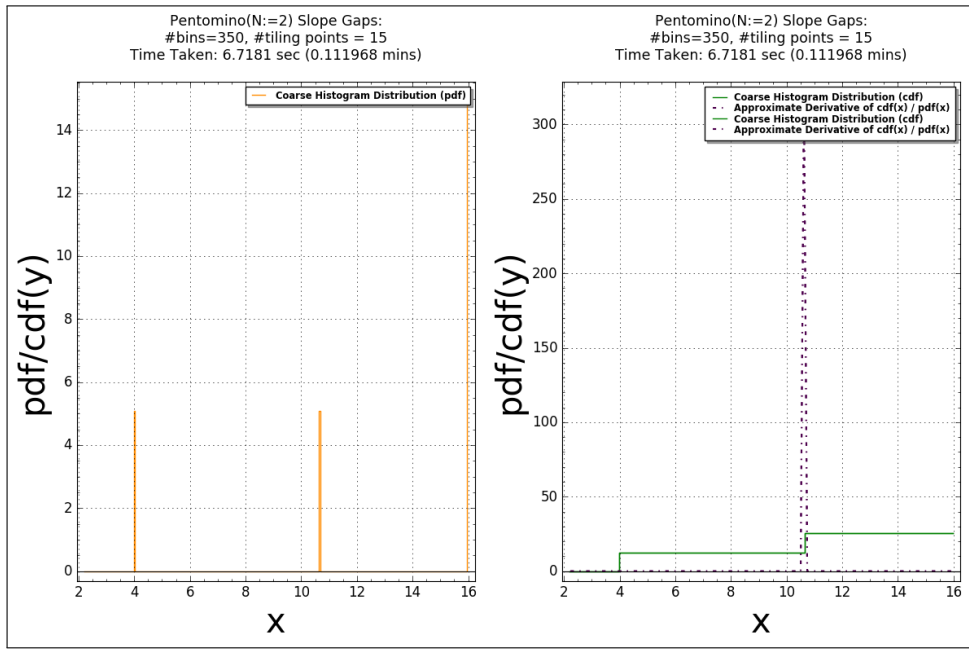 Pentomino(N:=2) Slope Gaps:
#bins=350, #tiling points = 15
Time Taken: 6.7181 sec (0.111968 mins)
Coarse Histogram Distribution (pdf)
14
12
10
8
6
4
2
0
pdf/cdf(y)
2 4 6 8 10 12 14 16
x
Pentomino(N:=2) Slope Gaps:
#bins=350, #tiling points = 15
Time Taken: 6.7181 sec (0.111968 mins)
Coarse Histogram Distribution (cdf)
Approximate Derivative of cdf(x) / pdf(x)
Coarse Histogram Distribution (cdf)
Approximate Derivative of cdf(x) / pdf(x)
300
250
200
150
100
50
0
pdf/cdf(y)
2 4 6 8 10 12 14 16
x